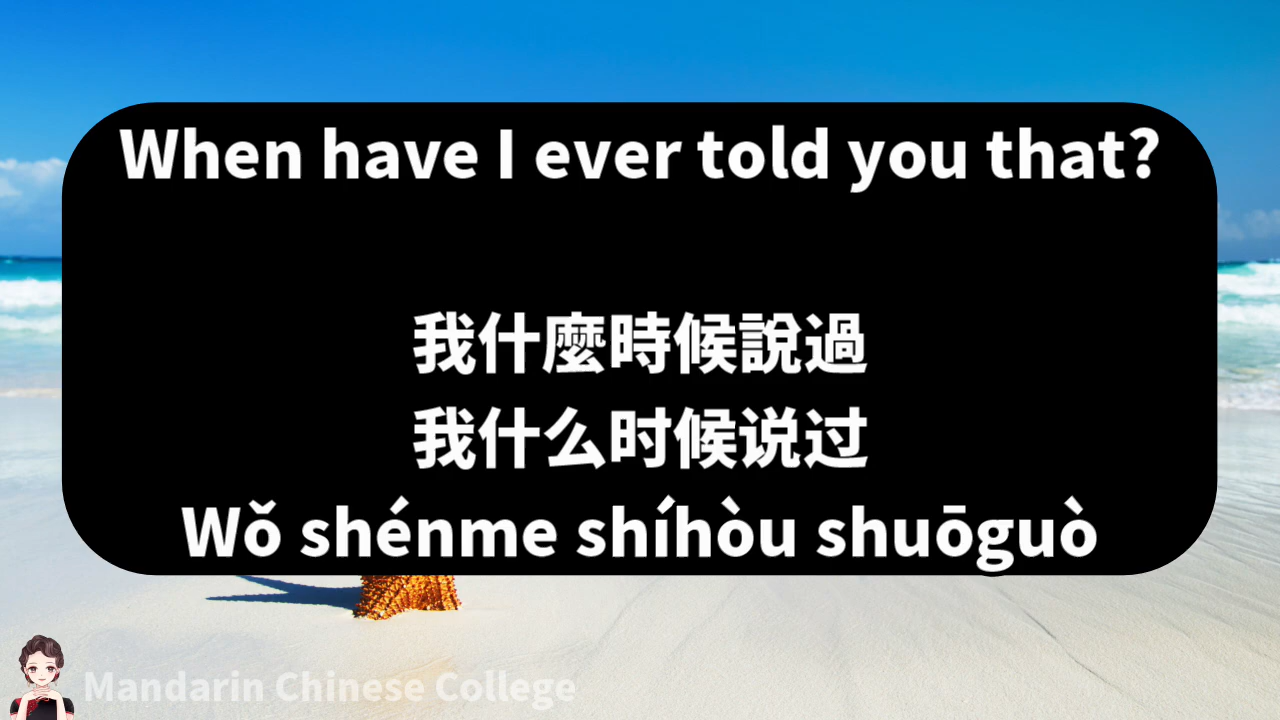 When have I ever told you that?
我什麼時候說過
我什么时候说过
Wǒ shénme shíhòu shuōguò
Mandarin Chinese College